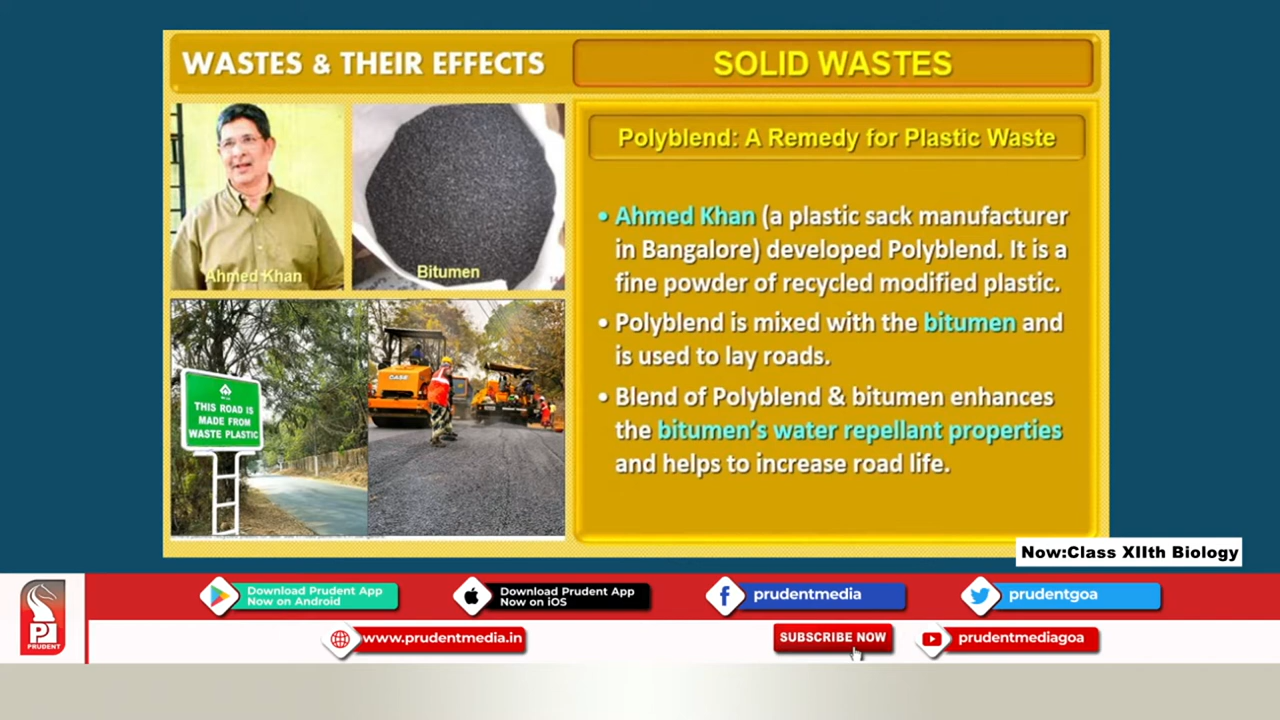 WASTES & THEIR EFFECTS
SOLID WASTES
Ahmed Khan
Bitumen
THIS ROAD IS
MADE FROM
WASTE PLASTIC
Polyblend: A Remedy for Plastic Waste
• Ahmed Khan (a plastic sack manufacturer
in Bangalore) developed Polyblend. It is a
fine powder of recycled modified plastic.
• Polyblend is mixed with the bitumen and
is used to lay roads.
• Blend of Polyblend & bitumen enhances
the bitumen's water repellant properties
and helps to increase road life.
CASE
Now:Class XIIth Biology
PRUDENT
Download Prudent App
Now on Android
Download Prudent App
Now on iOS
prudentmedia
prudentgoa
www.prudentmedia.in
SUBSCRIBE NOW
prudentmediagoa